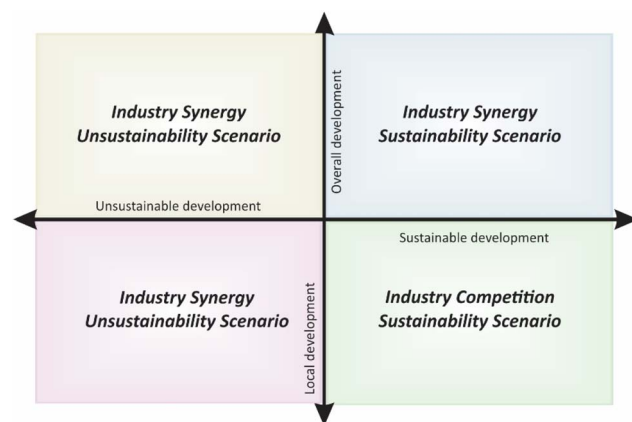 Industry Synergy
Unsustainability Scenario
Industry Synergy
Sustainability Scenario
Overall development
Unsustainable development
Sustainable development
Industry Synergy
Unsustainability Scenario
Local development
Industry Competition
Sustainability Scenario